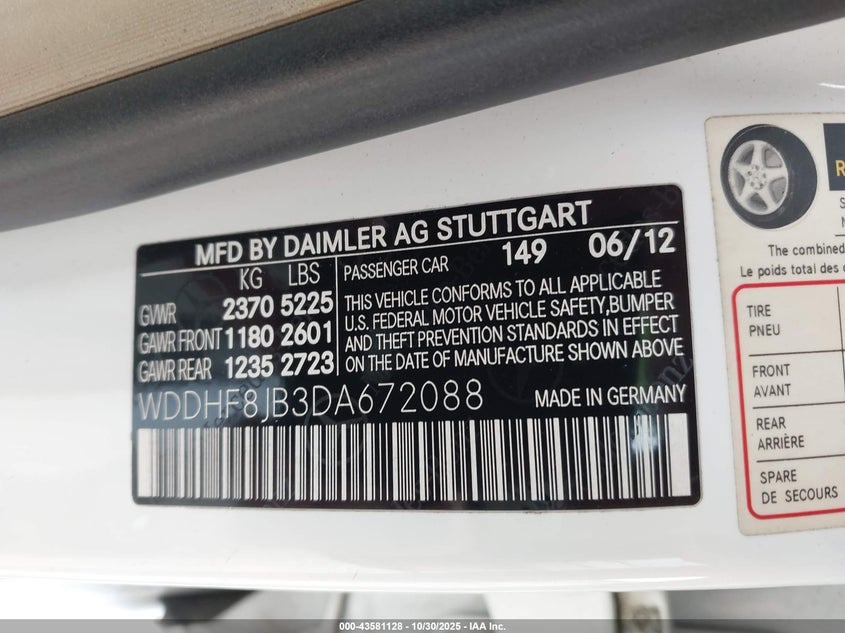 MFD BY DAIMLER AG STUTTGART
KG LBS
GVWR 2370 5225
GAWR FRONT 1180 2601
GAWR REAR 1235 2723
PASSENGER CAR 149 06/12
THIS VEHICLE CONFORMS TO ALL APPLICABLE
U.S. FEDERAL MOTOR VEHICLE SAFETY,BUMPER
AND THEFT PREVENTION STANDARDS IN EFFECT
ON THE DATE OF MANUFACTURE SHOWN ABOVE
WDDHF8JB3DA672088 MADE IN GERMANY
The combined
Le poids total des
TIRE
PNEU
FRONT
AVANT
REAR
ARRIÈRE
SPARE
DE SECOURS
000-43581128 - 10/30/2025 - IAA Inc.